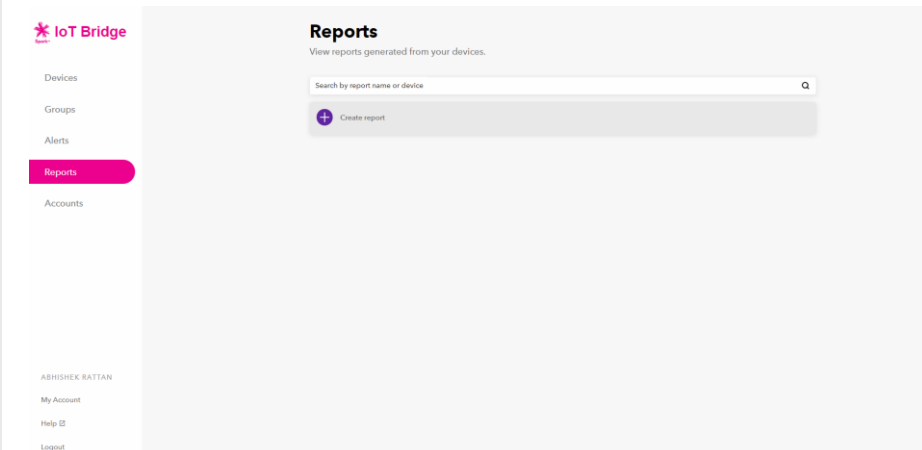 IoT Bridge
Devices
Groups
Alerts
Reports
Accounts
ABHISHEK RATTAN
My Account
Help
Logout
Reports
View reports generated from your devices.
Search by report name or device
Create report